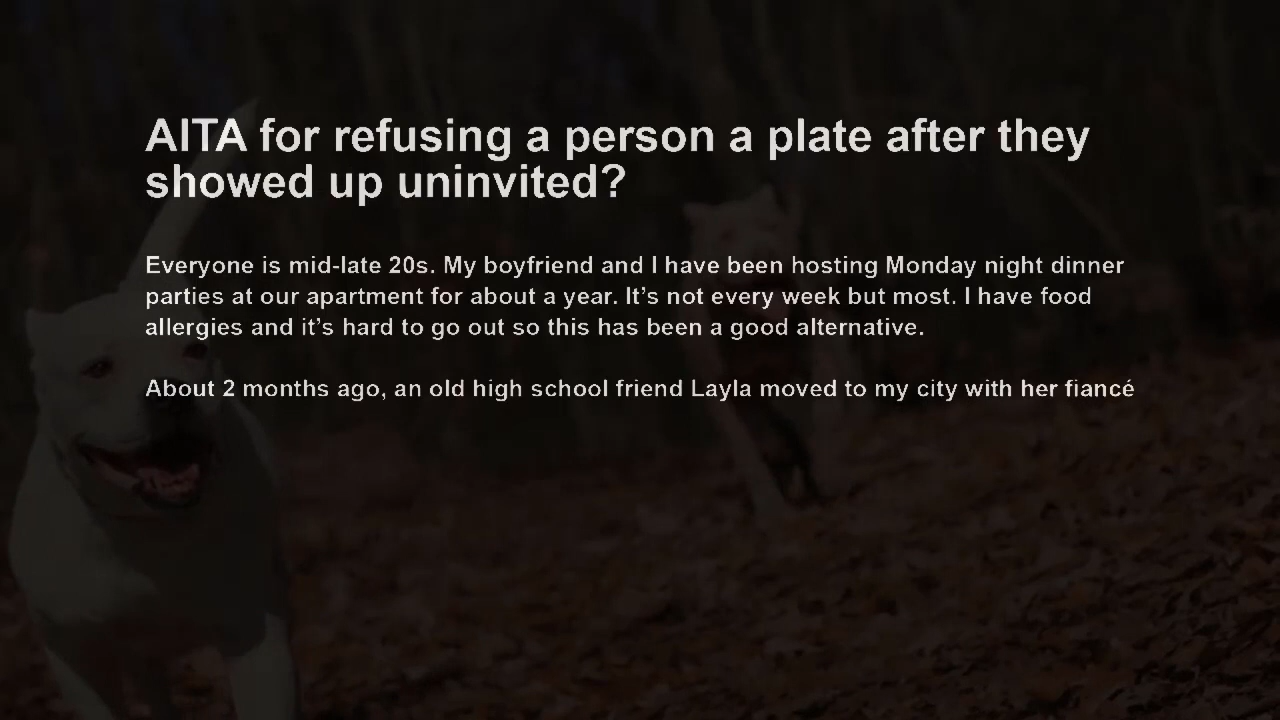 AITA for refusing a person a plate after they
showed up uninvited?
Everyone is mid-late 20s. My boyfriend and I have been hosting Monday night dinner
parties at our apartment for about a year. It’s not every week but most. I have food
allergies and it’s hard to go out so this has been a good alternative.
About 2 months ago, an old high school friend Layla moved to my city with her fiancé